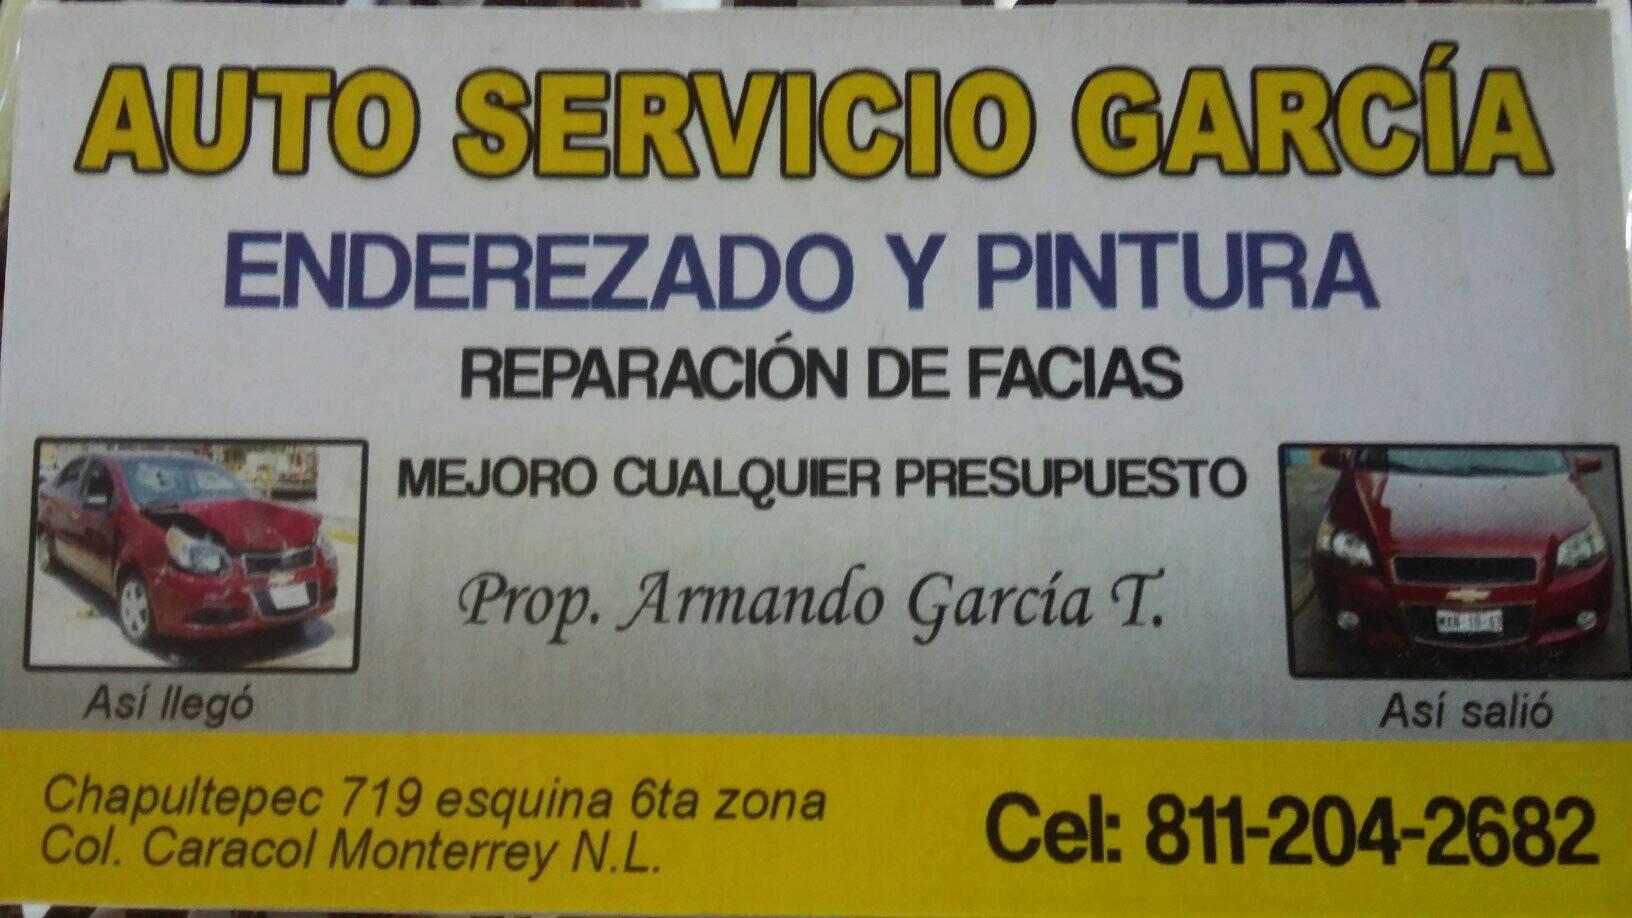 AUTO SERVICIO GARCÍA
ENDEREZADO Y PINTURA
REPARACIÓN DE FACIAS
MEJORO CUALQUIER PRESUPUESTO
Prop. Armando García T.
Así llegó
Así salió
Chapultepec 719 esquina 6ta zona
Col. Caracol Monterrey N.L.
Cel: 811-204-2682